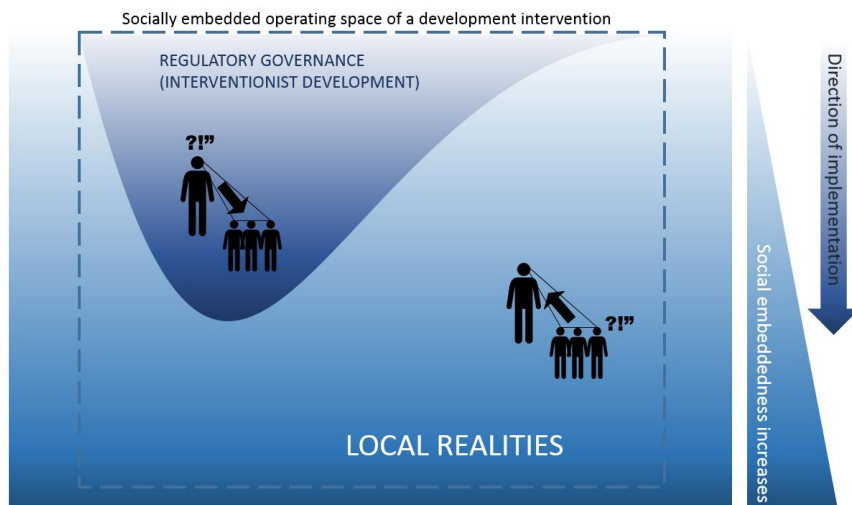 Socially embedded operating space of a development intervention
REGULATORY GOVERNANCE
(INTERVENTIONIST DEVELOPMENT)
?!”
?!”
LOCAL REALITIES
Social embeddedness increases
Direction of implementation